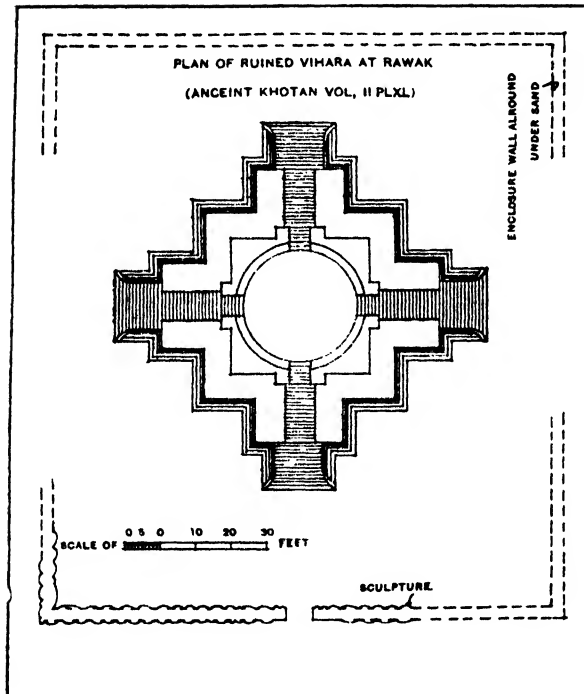 PLAN OF RUINED VIHARA AT RAWAK
(ANCEINT KHOTAN VOL, II PLXL)
ENCLOSURE WALL ALROUND
UNDER SAND
0 5 0 10 20 30
SCALE OF FEET
SCULPTURE